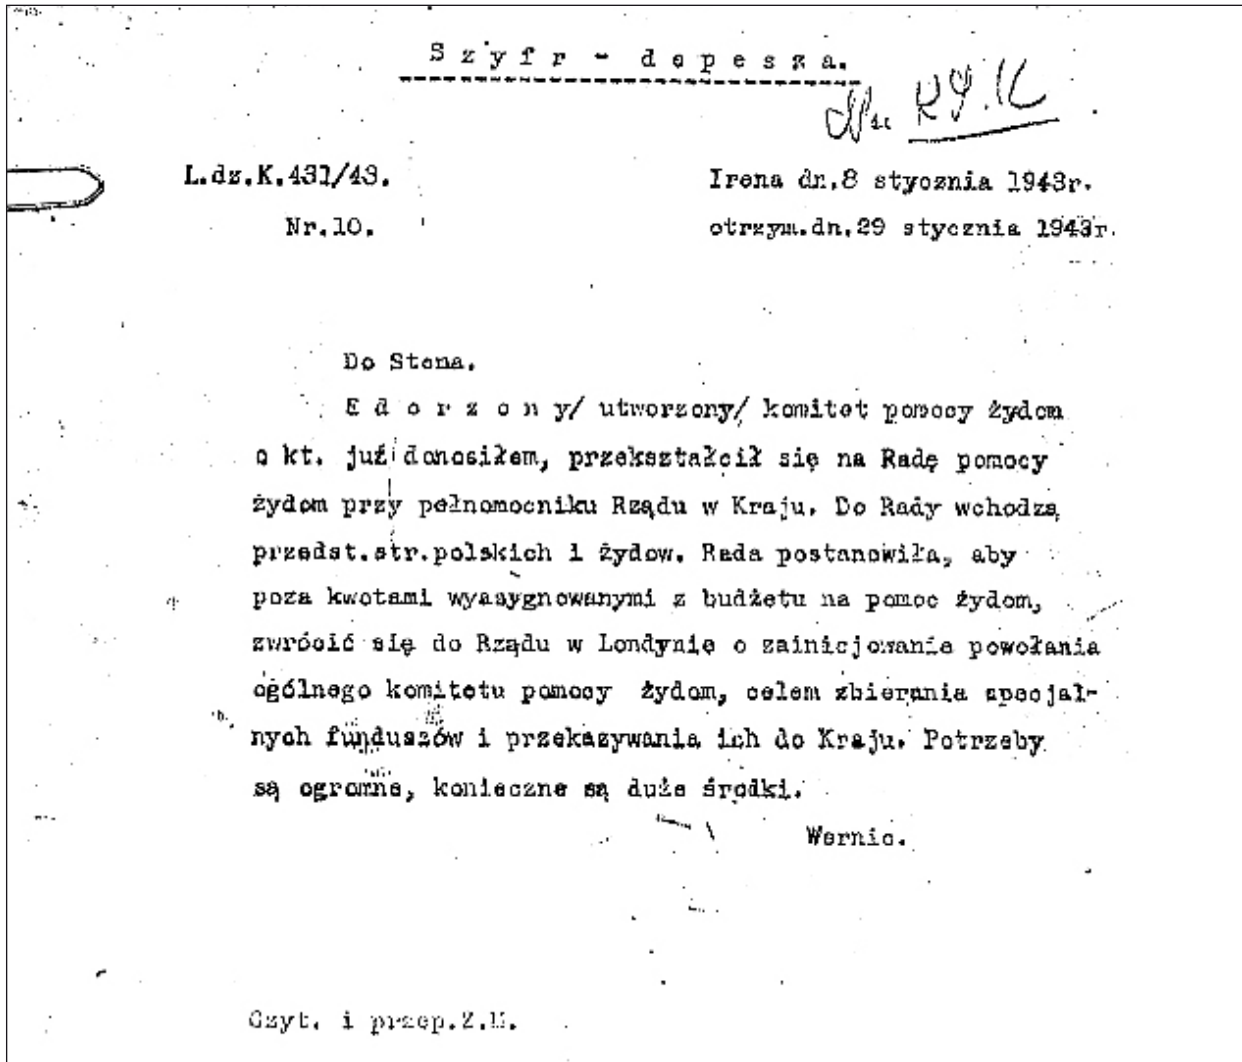 S z y f r - d e p e s z a.
L.dz.K.431/43.
Irena dn.8 stycznia 1943r.
Nr.10.
otrzym.dn.29 stycznia 1943r.
Do Stena.
E d o r z o n y/ utworzony/ komitet pomocy żydom
o kt. już donosiłem, przekształcił się na Radę pomocy
żydom przy pełnomocniku Rządu w Kraju. Do Rady wchodzą
przedst.str.polskich i żydow. Rada postanowiła, aby
poza kwotami wyasygnowanymi z budżetu na pomoc żydom,
zwrócić się do Rządu w Londynie o zainicjowanie powołania
ogólnego komitetu pomocy żydom, celem zbierania specjal-
nych funduszów i przekazywania ich do Kraju. Potrzeby
są ogromne, konieczne są duże środki.
Wernic.
Czyt. i przep.